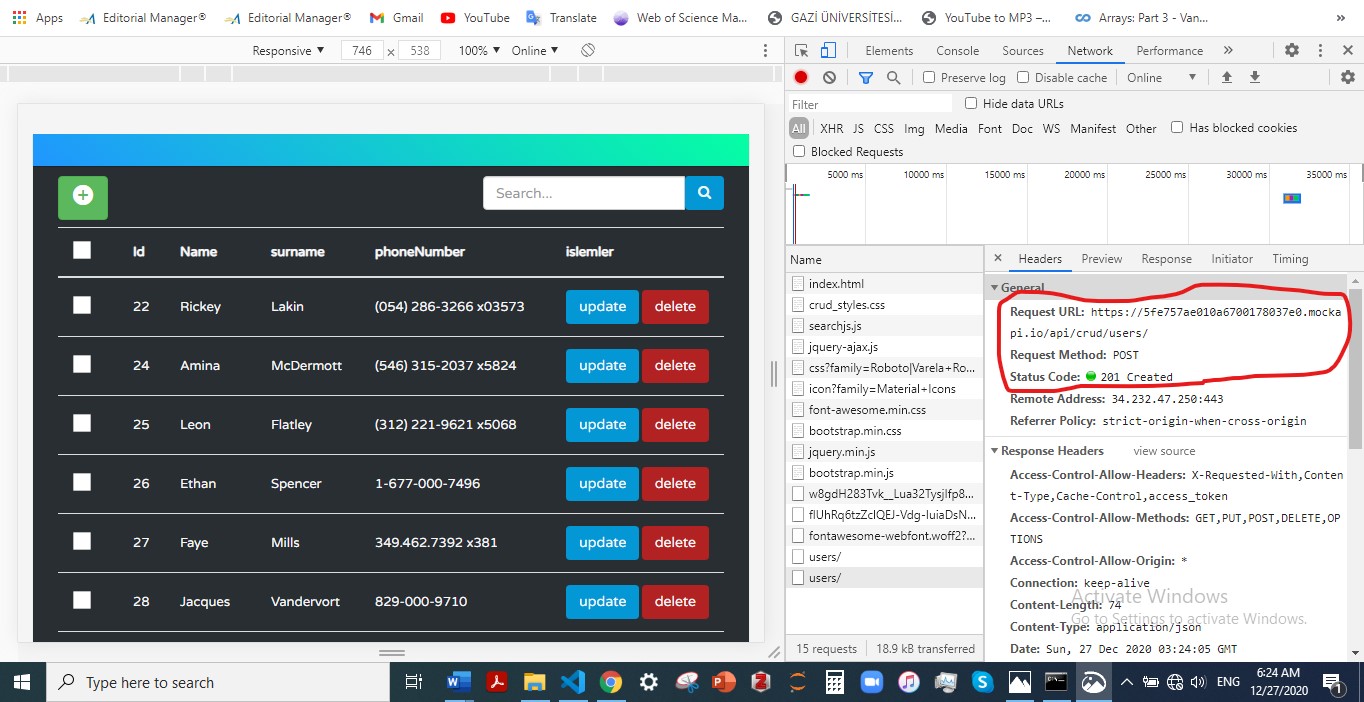 Apps Editorial Manager® Editorial Manager® Gmail YouTube Translate Web of Science Ma... GAZİ ÜNİVERSİTESİ... YouTube to MP3 –... Arrays: Part 3 - Van... »
Responsive ▼ 746 × 538 100% ▼ Online ▼
Elements Console Sources Network Performance »
Preserve log Disable cache Online ▼
Filter Hide data URLs
All XHR JS CSS Img Media Font Doc WS Manifest Other Has blocked cookies
Blocked Requests
5000 ms 10000 ms 15000 ms 20000 ms 25000 ms 30000 ms 35000 ms
Search...
Id Name surname phoneNumber islemler
22 Rickey Lakin (054) 286-3266 x03573 update delete
24 Amina McDermott (546) 315-2037 x5824 update delete
25 Leon Flatley (312) 221-9621 x5068 update delete
26 Ethan Spencer 1-677-000-7496 update delete
27 Faye Mills 349.462.7392 x381 update delete
28 Jacques Vandervort 829-000-9710 update delete
Name
index.html
crud_styles.css
searchjs.js
jquery-ajax.js
css?family=Roboto|Varela+Ro...
icon?family=Material+Icons
font-awesome.min.css
bootstrap.min.css
jquery.min.js
bootstrap.min.js
fontawesome-webfont.woff2?...
users/
users/
15 requests 18.9 kB transferred
× Headers Preview Response Initiator Timing
▼ General
Request URL: https://5fe757ae010a6700178037e0.mocka
pi.io/api/crud/users/
Request Method: POST
Status Code: 201 Created
Remote Address: 34.232.47.250:443
Referrer Policy: strict-origin-when-cross-origin
▼ Response Headers view source
Access-Control-Allow-Headers: X-Requested-With,Conten
t-Type,Cache-Control,access_token
Access-Control-Allow-Methods: GET,PUT,POST,DELETE,OP
TIONS
Access-Control-Allow-Origin: *
Connection: keep-alive
Content-Length: 74
Content-Type: application/json
Date: Sun, 27 Dec 2020 03:24:05 GMT
Activate Windows
Go to Settings to activate Windows.
Type here to search
ENG
6:24 AM
12/27/2020
1